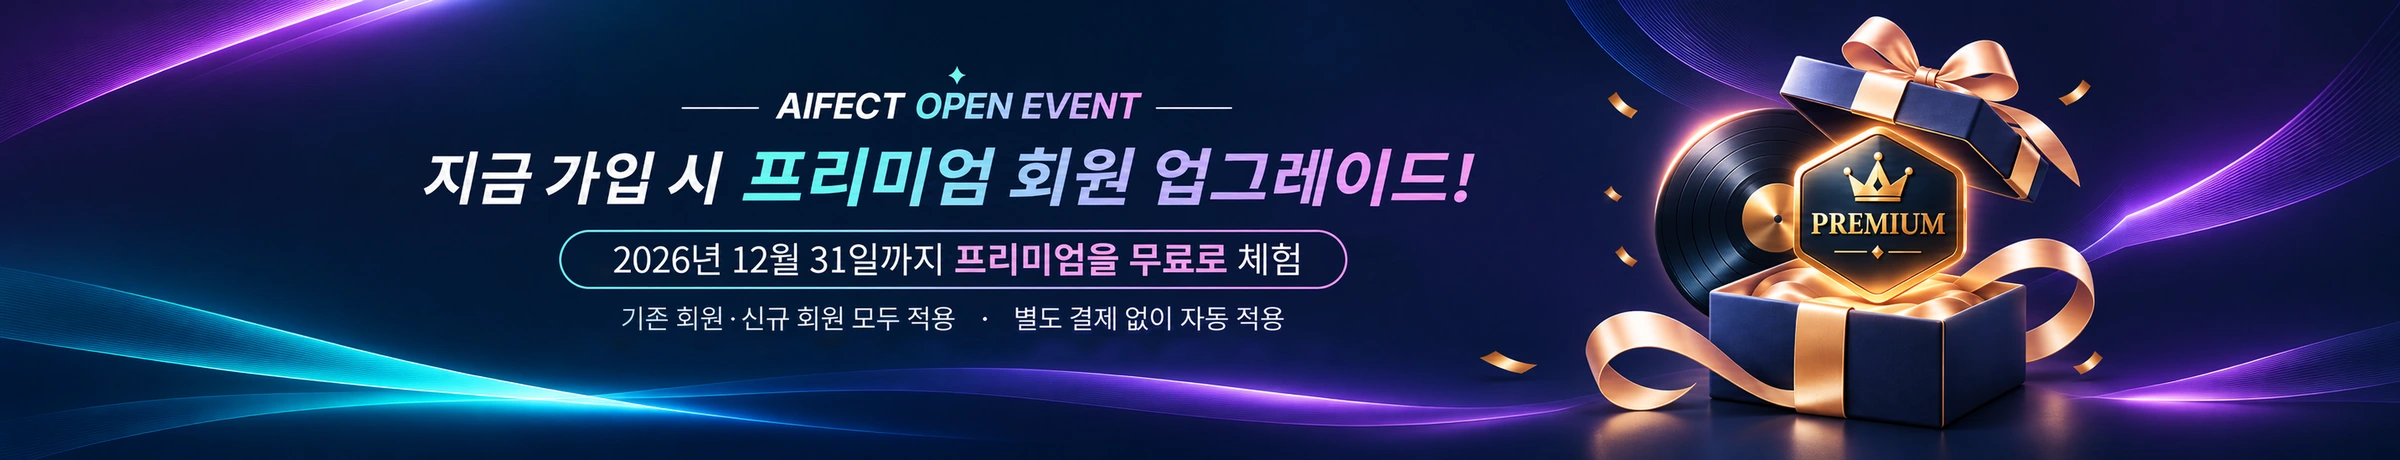 AIFECT OPEN EVENT
지금 가입 시 프리미엄 회원 업그레이드!
2026년 12월 31일까지 프리미엄을 무료로 체험
기존 회원·신규 회원 모두 적용 · 별도 결제 없이 자동 적용
PREMIUM